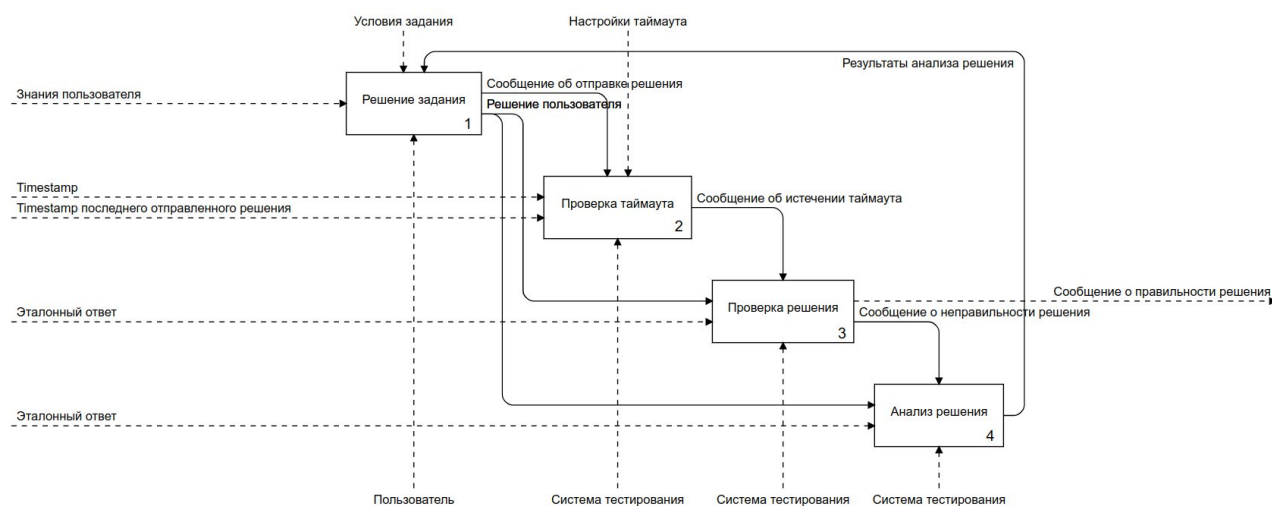 Условия задания
Настройки таймаута
Результаты анализа решения
Знания пользователя
Решение задания
1
Сообщение об отправке решения
Решение пользователя
Timestamp
Timestamp последнего отправленного решения
Проверка таймаута
2
Сообщение об истечении таймаута
Эталонный ответ
Проверка решения
3
Сообщение о правильности решения
Сообщение о неправильности решения
Эталонный ответ
Анализ решения
4
Пользователь
Система тестирования
Система тестирования
Система тестирования